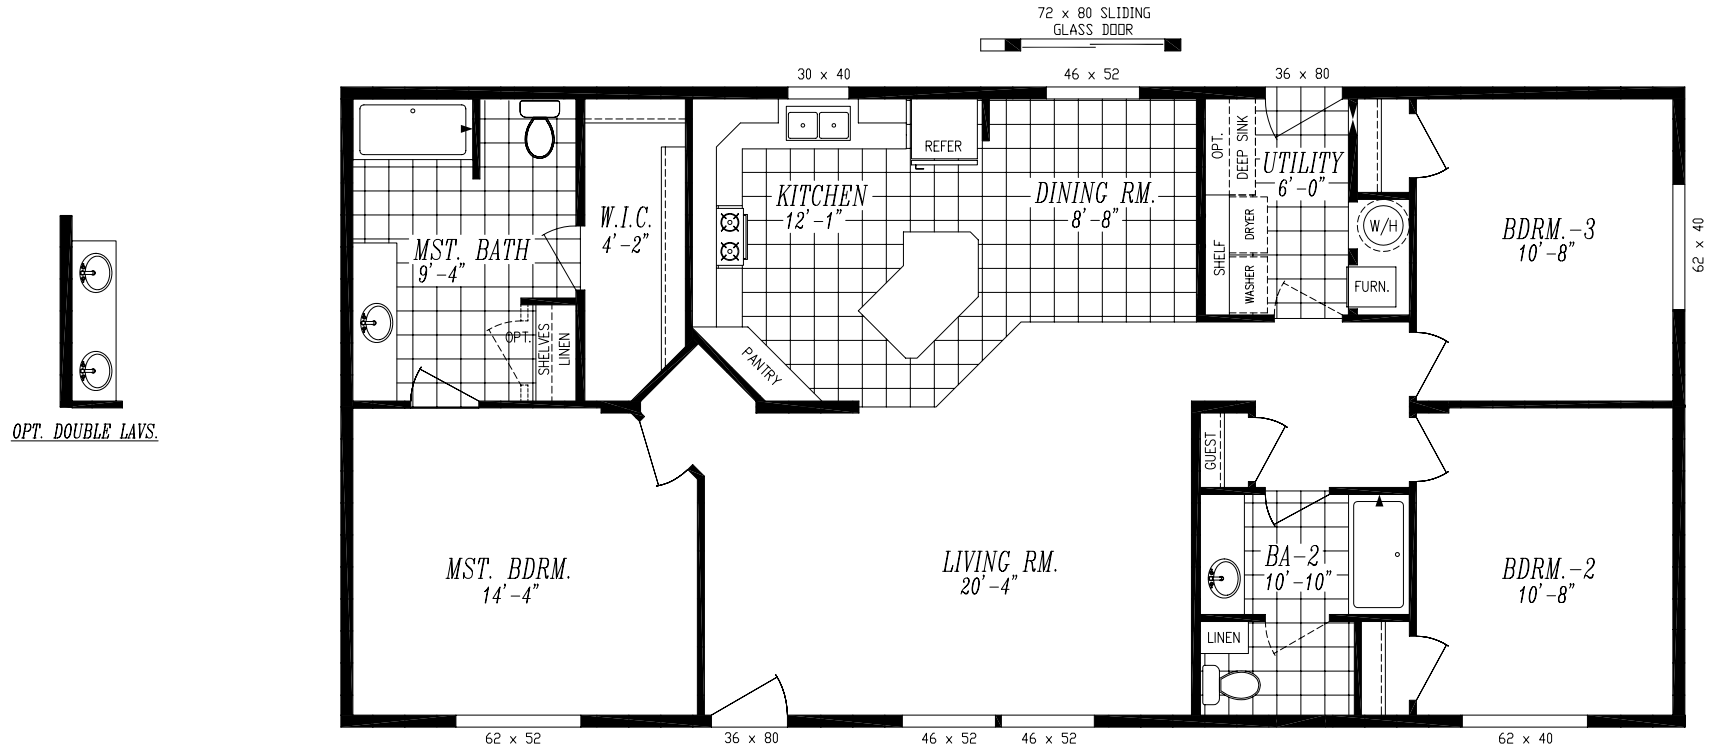 72 x 80 SLIDING
GLASS DOOR
30 x 40
46 x 52
36 x 80
REFER
OPT.
DEEP SINK
UTILITY
6'-0"
KITCHEN
12'-1"
DINING RM.
8'-8"
W.I.C.
4'-2"
MST. BATH
9'-4"
SHELF
DRYER
WASHER
W/H
FURN.
BDRM.-3
10'-8"
62 x 40
OPT.
SHELVES
LINEN
PANTRY
OPT. DOUBLE LAVS.
GUEST
MST. BDRM.
14'-4"
LIVING RM.
20'-4"
BA-2
10'-10"
BDRM.-2
10'-8"
LINEN
62 x 52
36 x 80
46 x 52
46 x 52
62 x 40